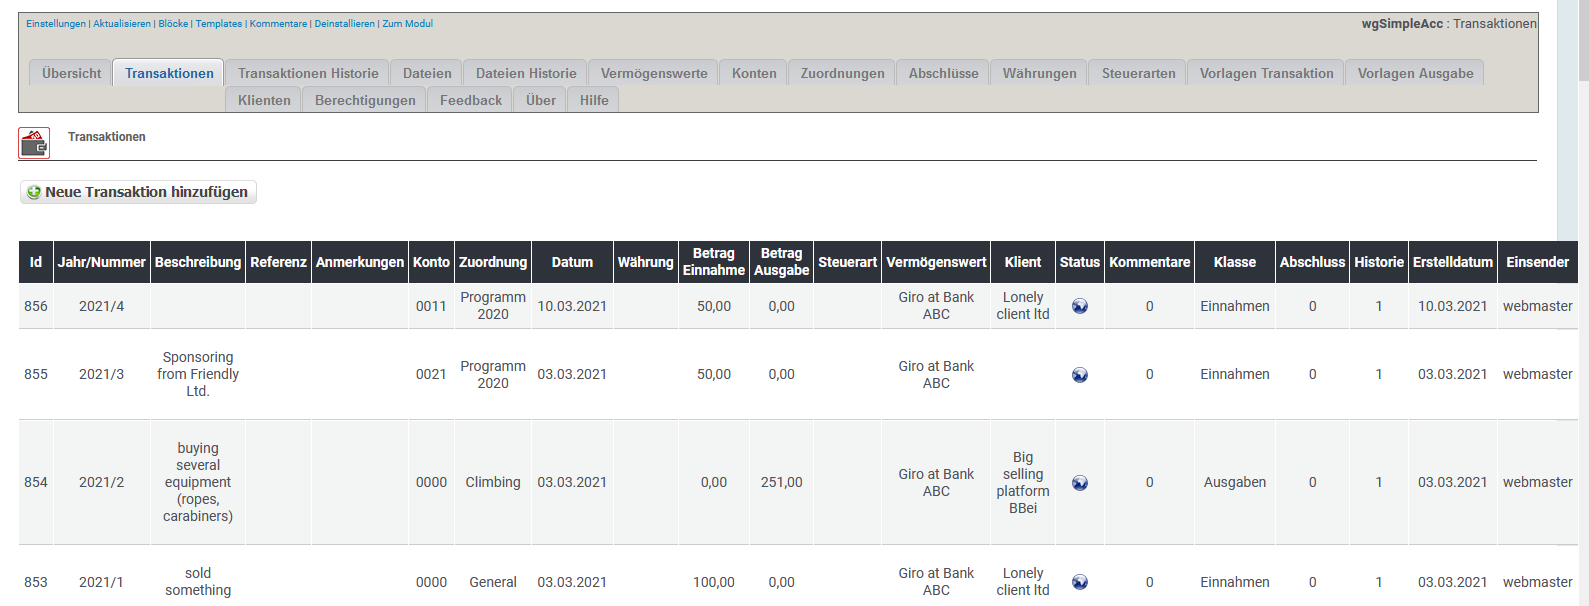 Einstellungen | Aktualisieren | Blöcke | Templates | Kommentare | Deinstallieren | Zum Modul
wgSimpleAcc : Transaktionen
Übersicht Transaktionen Transaktionen Historie Dateien Dateien Historie Vermögenswerte Konten Zuordnungen Abschlüsse Währungen Steuerarten Vorlagen Transaktion Vorlagen Ausgabe
Klienten Berechtigungen Feedback Über Hilfe
Transaktionen
Neue Transaktion hinzufügen
Id Jahr/Nummer Beschreibung Referenz Anmerkungen Konto Zuordnung Datum Währung Betrag Einnahme Betrag Ausgabe Steuerart Vermögenswert Klient Status Kommentare Klasse Abschluss Historie Erstelldatum Einsender
856 2021/4 0011 Programm 2020 10.03.2021 50,00 0,00 Giro at Bank ABC Lonely client ltd 0 Einnahmen 0 1 10.03.2021 webmaster
855 2021/3 Sponsoring from Friendly Ltd. 0021 Programm 2020 03.03.2021 50,00 0,00 Giro at Bank ABC 0 Einnahmen 0 1 03.03.2021 webmaster
854 2021/2 buying several equipment (ropes, carabiners) 0000 Climbing 03.03.2021 0,00 251,00 Giro at Bank ABC Big selling platform BBei 0 Ausgaben 0 1 03.03.2021 webmaster
853 2021/1 sold something 0000 General 03.03.2021 100,00 0,00 Giro at Bank ABC Lonely client ltd 0 Einnahmen 0 1 03.03.2021 webmaster